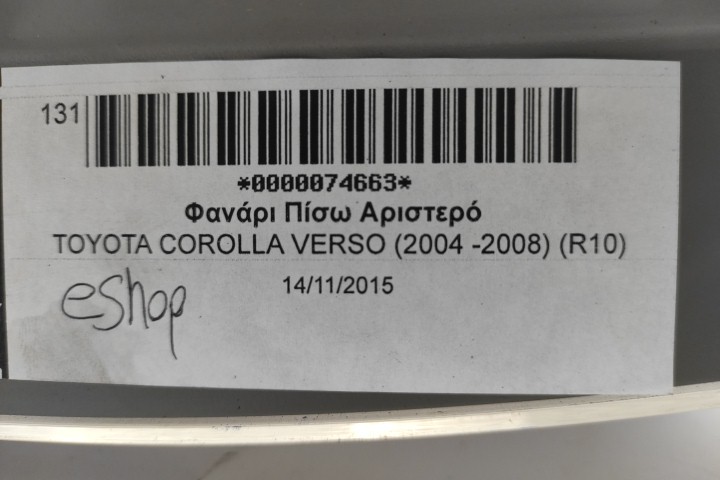 131
*0000074663*
Φανάρι Πίσω Αριστερό
TOYOTA COROLLA VERSO (2004 -2008) (R10)
14/11/2015
eshop